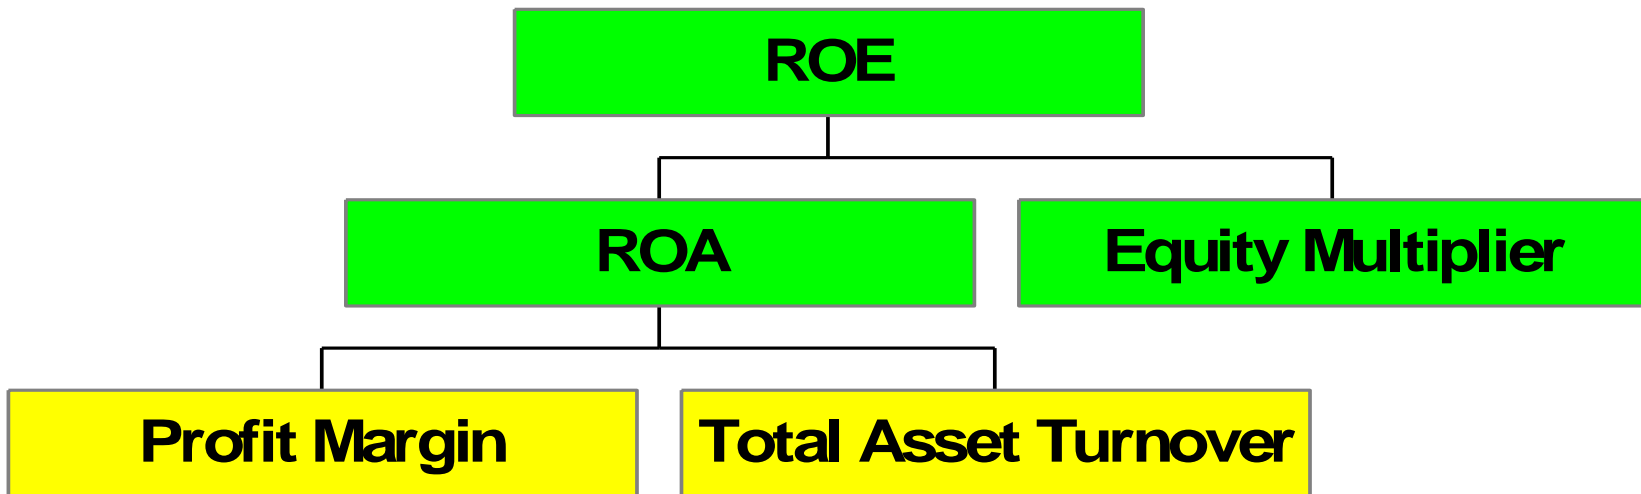 ROE
ROA
Equity Multiplier
Profit Margin
Total Asset Turnover